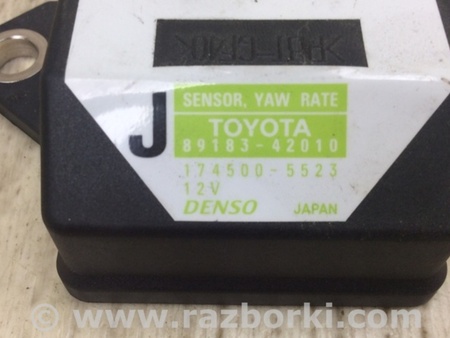 J
SENSOR, YAW RATE
TOYOTA
89183-42010
174500-5523
12V
DENSO JAPAN
www.razborki.com